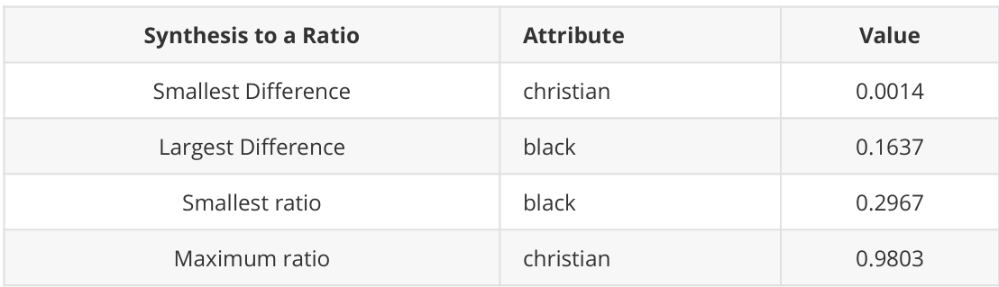 Synthesis to a Ratio Attribute Value
Smallest Difference christian 0.0014
Largest Difference black 0.1637
Smallest ratio black 0.2967
Maximum ratio christian 0.9803